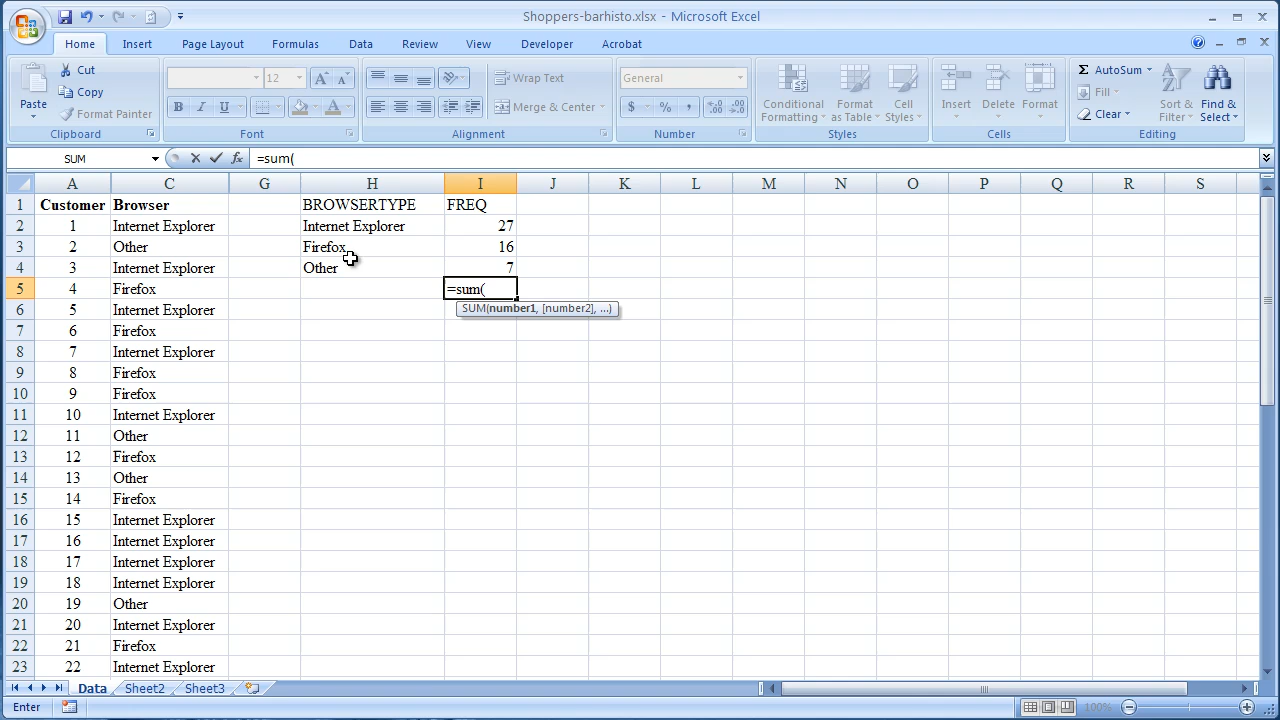 Shoppers-barhisto.xlsx - Microsoft Excel
Home Insert Page Layout Formulas Data Review View Developer Acrobat
Paste Cut Copy Format Painter Clipboard
12 B I U Font
Wrap Text Merge & Center Alignment
General $ % , Number
Conditional Formatting Format as Table Cell Styles Styles
Insert Delete Format Cells
Σ AutoSum Fill Clear Sort & Filter Find & Select Editing
SUM fx =sum(
A C G H I J K L M N O P Q R S
1 Customer Browser BROWSERTYPE FREQ
2 1 Internet Explorer Internet Explorer 27
3 2 Other Firefox 16
4 3 Internet Explorer Other 7
5 4 Firefox =sum(
6 5 Internet Explorer SUM(number1, [number2], ...)
7 6 Firefox
8 7 Internet Explorer
9 8 Firefox
10 9 Firefox
11 10 Internet Explorer
12 11 Other
13 12 Firefox
14 13 Other
15 14 Firefox
16 15 Internet Explorer
17 16 Internet Explorer
18 17 Internet Explorer
19 18 Internet Explorer
20 19 Other
21 20 Internet Explorer
22 21 Firefox
23 22 Internet Explorer
Data Sheet2 Sheet3
Enter 100%